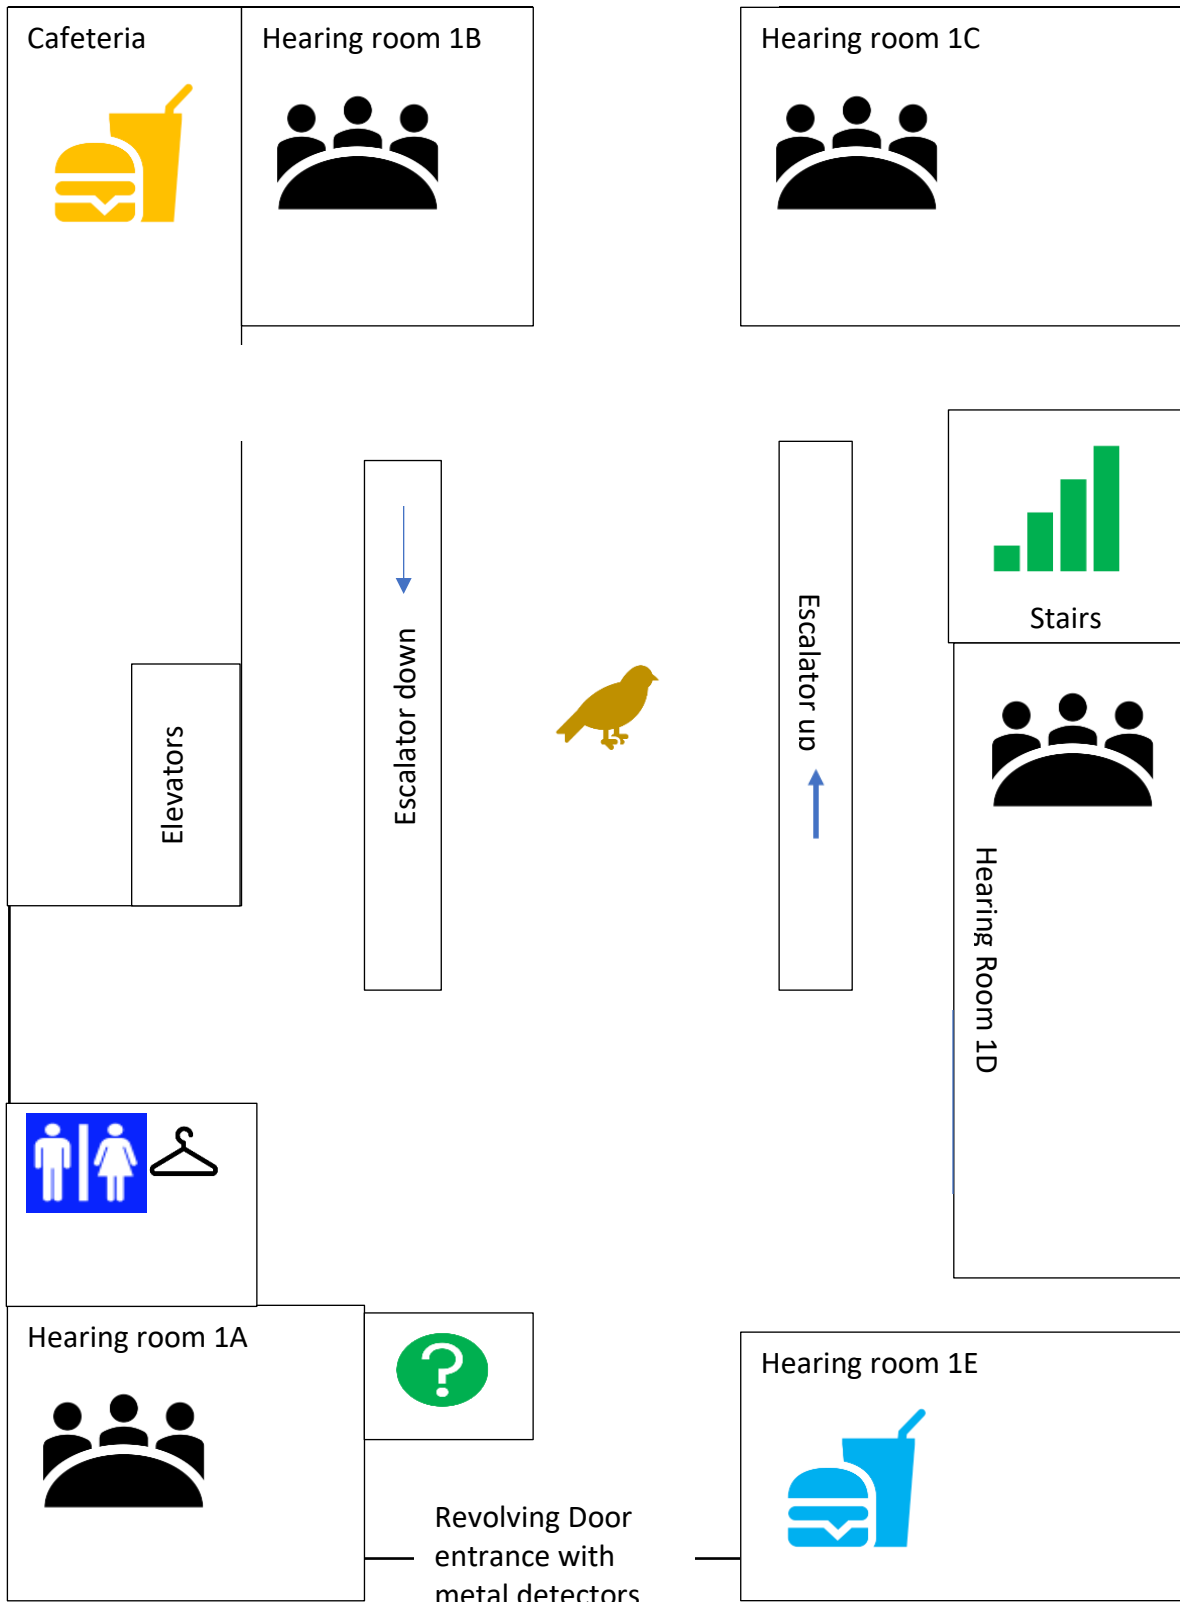 Cafeteria
Hearing room 1B
Hearing room 1C
Stairs
Escalator down
Escalator up
Elevators
Hearing Room 1D
Hearing room 1A
?
Hearing room 1E
Revolving Door
entrance with
metal detectors